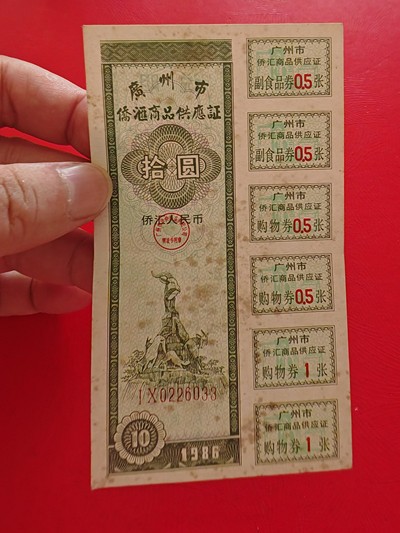 廣州市
僑滙商品供應証
拾圆
侨汇人民币
IX0226033
10
1986
广州市
侨汇商品供应证
副食品券0.5张
广州市
侨汇商品供应证
副食品券0.5张
广州市
侨汇商品供应证
购物券0.5张
广州市
侨汇商品供应证
购物券0.5张
广州市
侨汇商品供应证
购物券1张
广州市
侨汇商品供应证
购物券1张